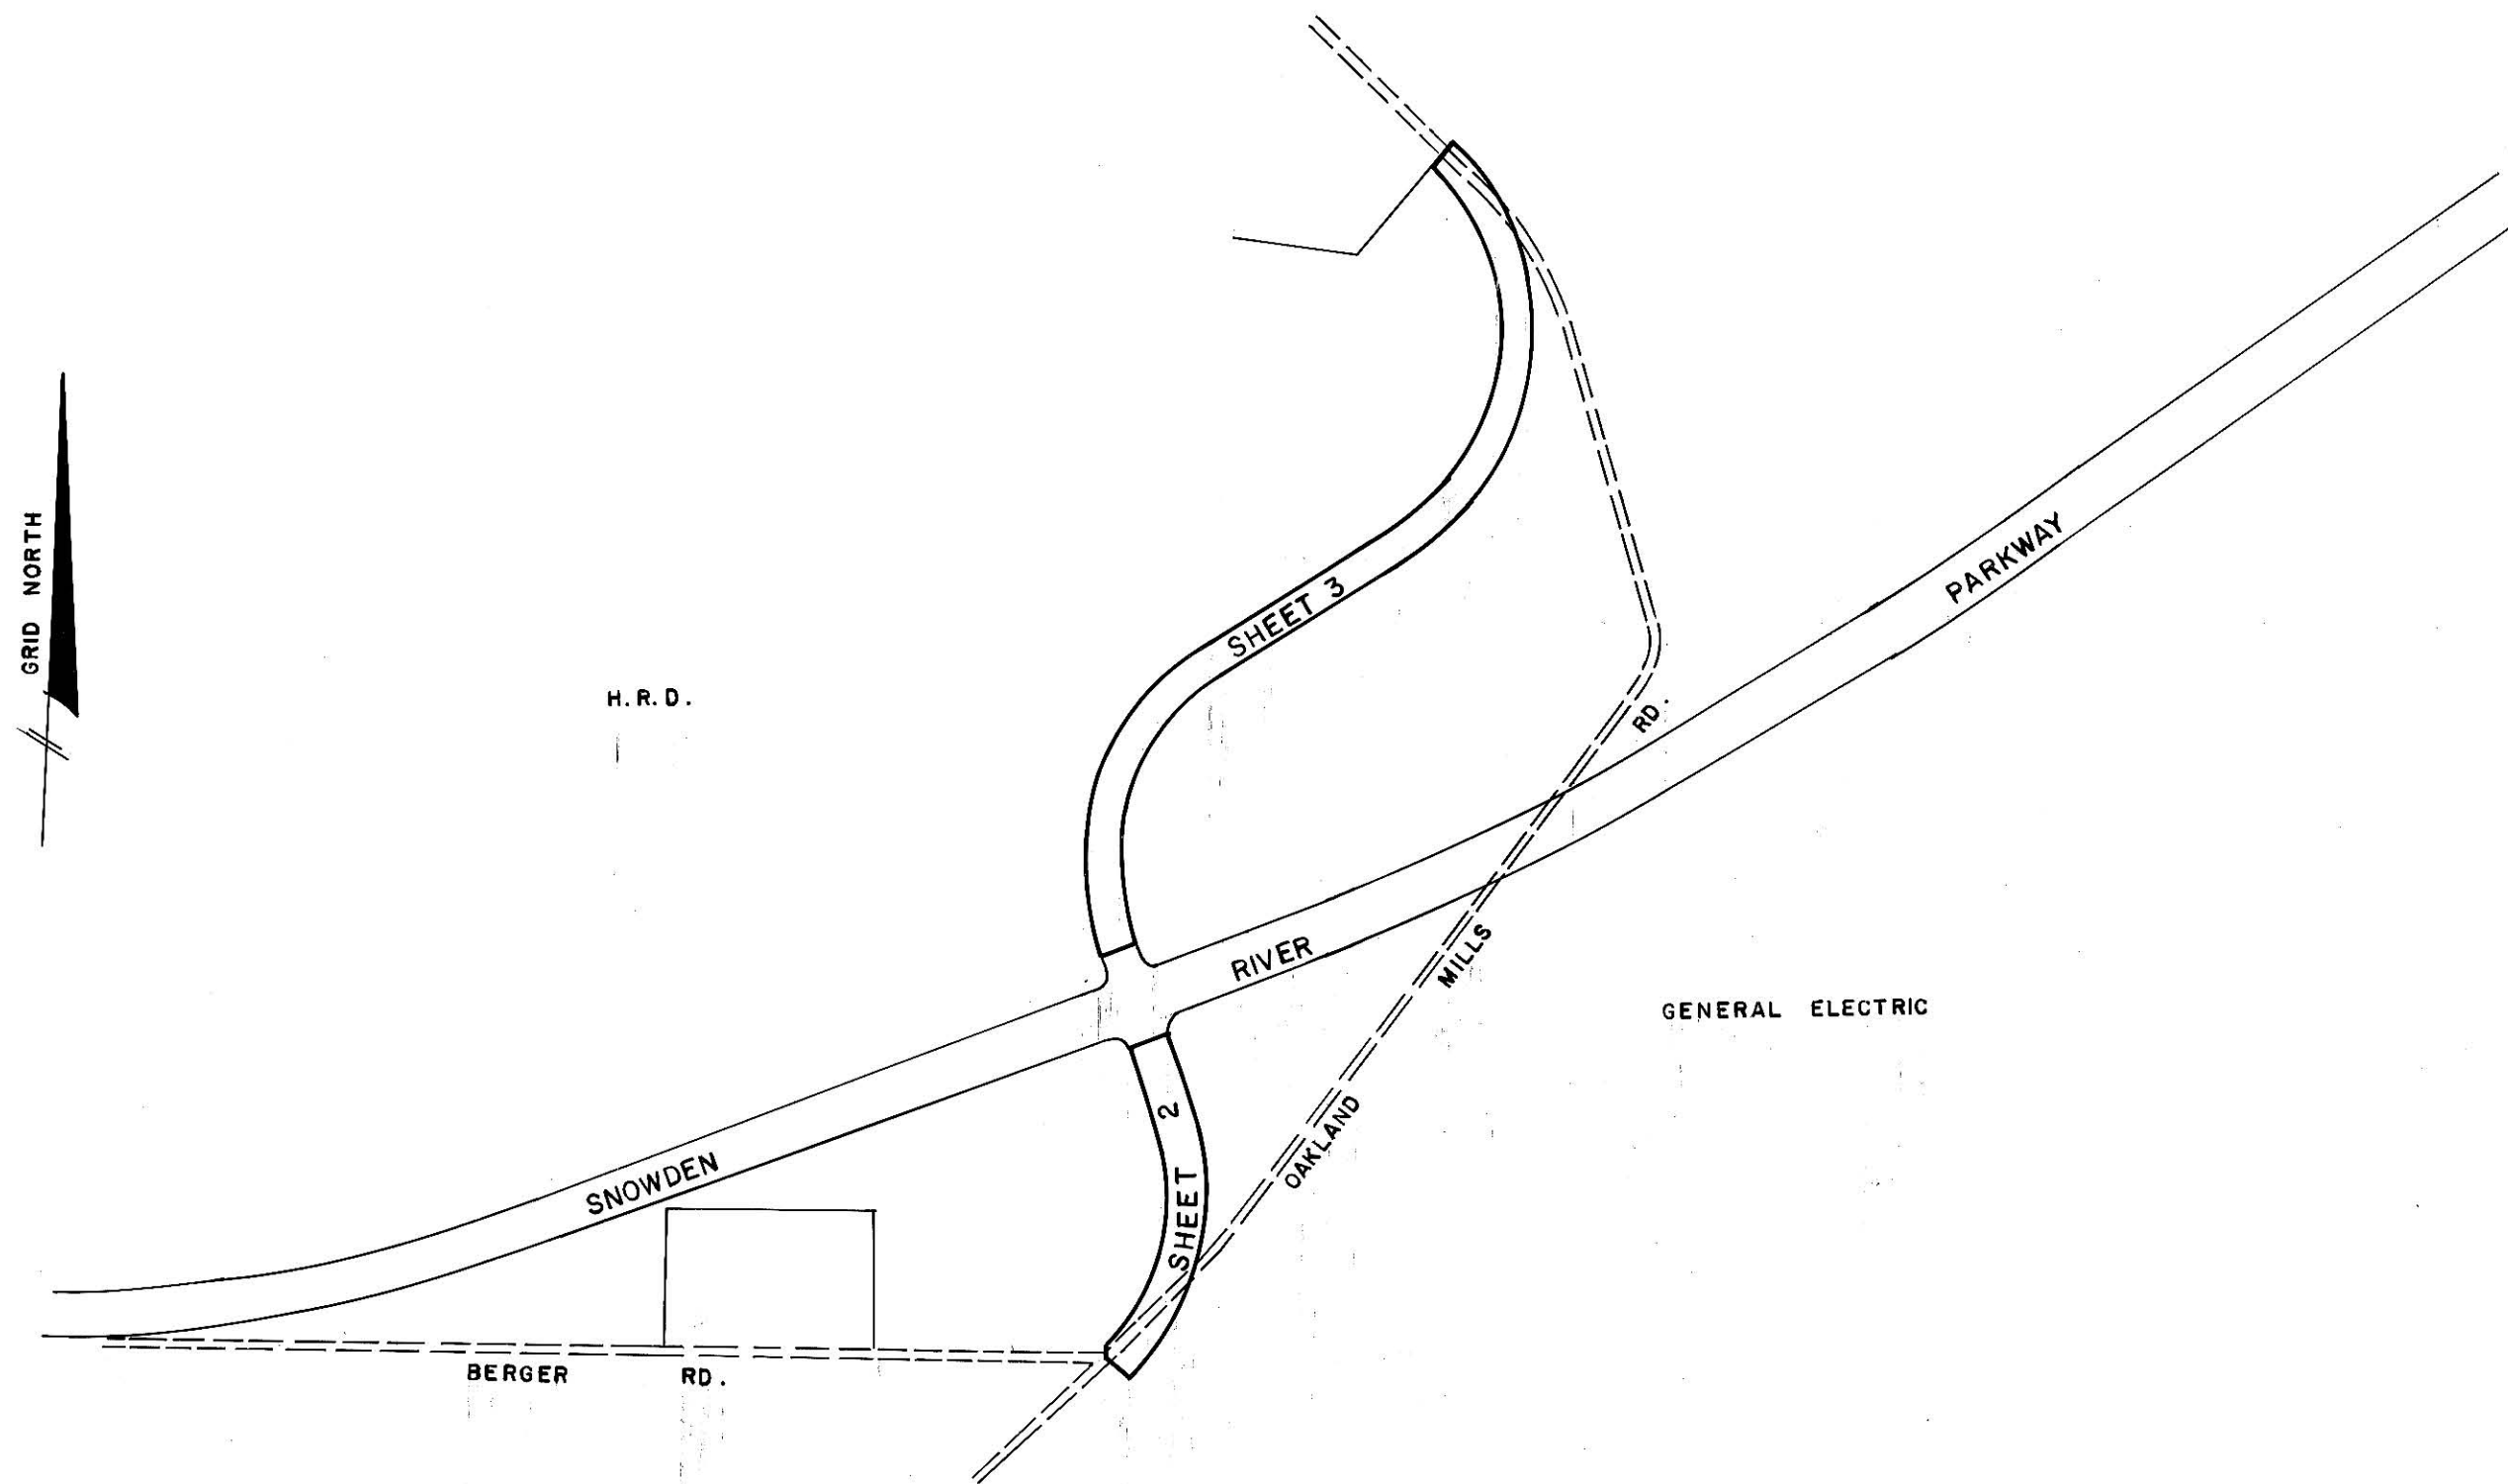 GRID NORTH
H.R.D.
SHEET 3
PARKWAY
RD.
RIVER
MILLS
GENERAL ELECTRIC
SHEET 2
OAKLAND
SNOWDEN
BERGER RD.